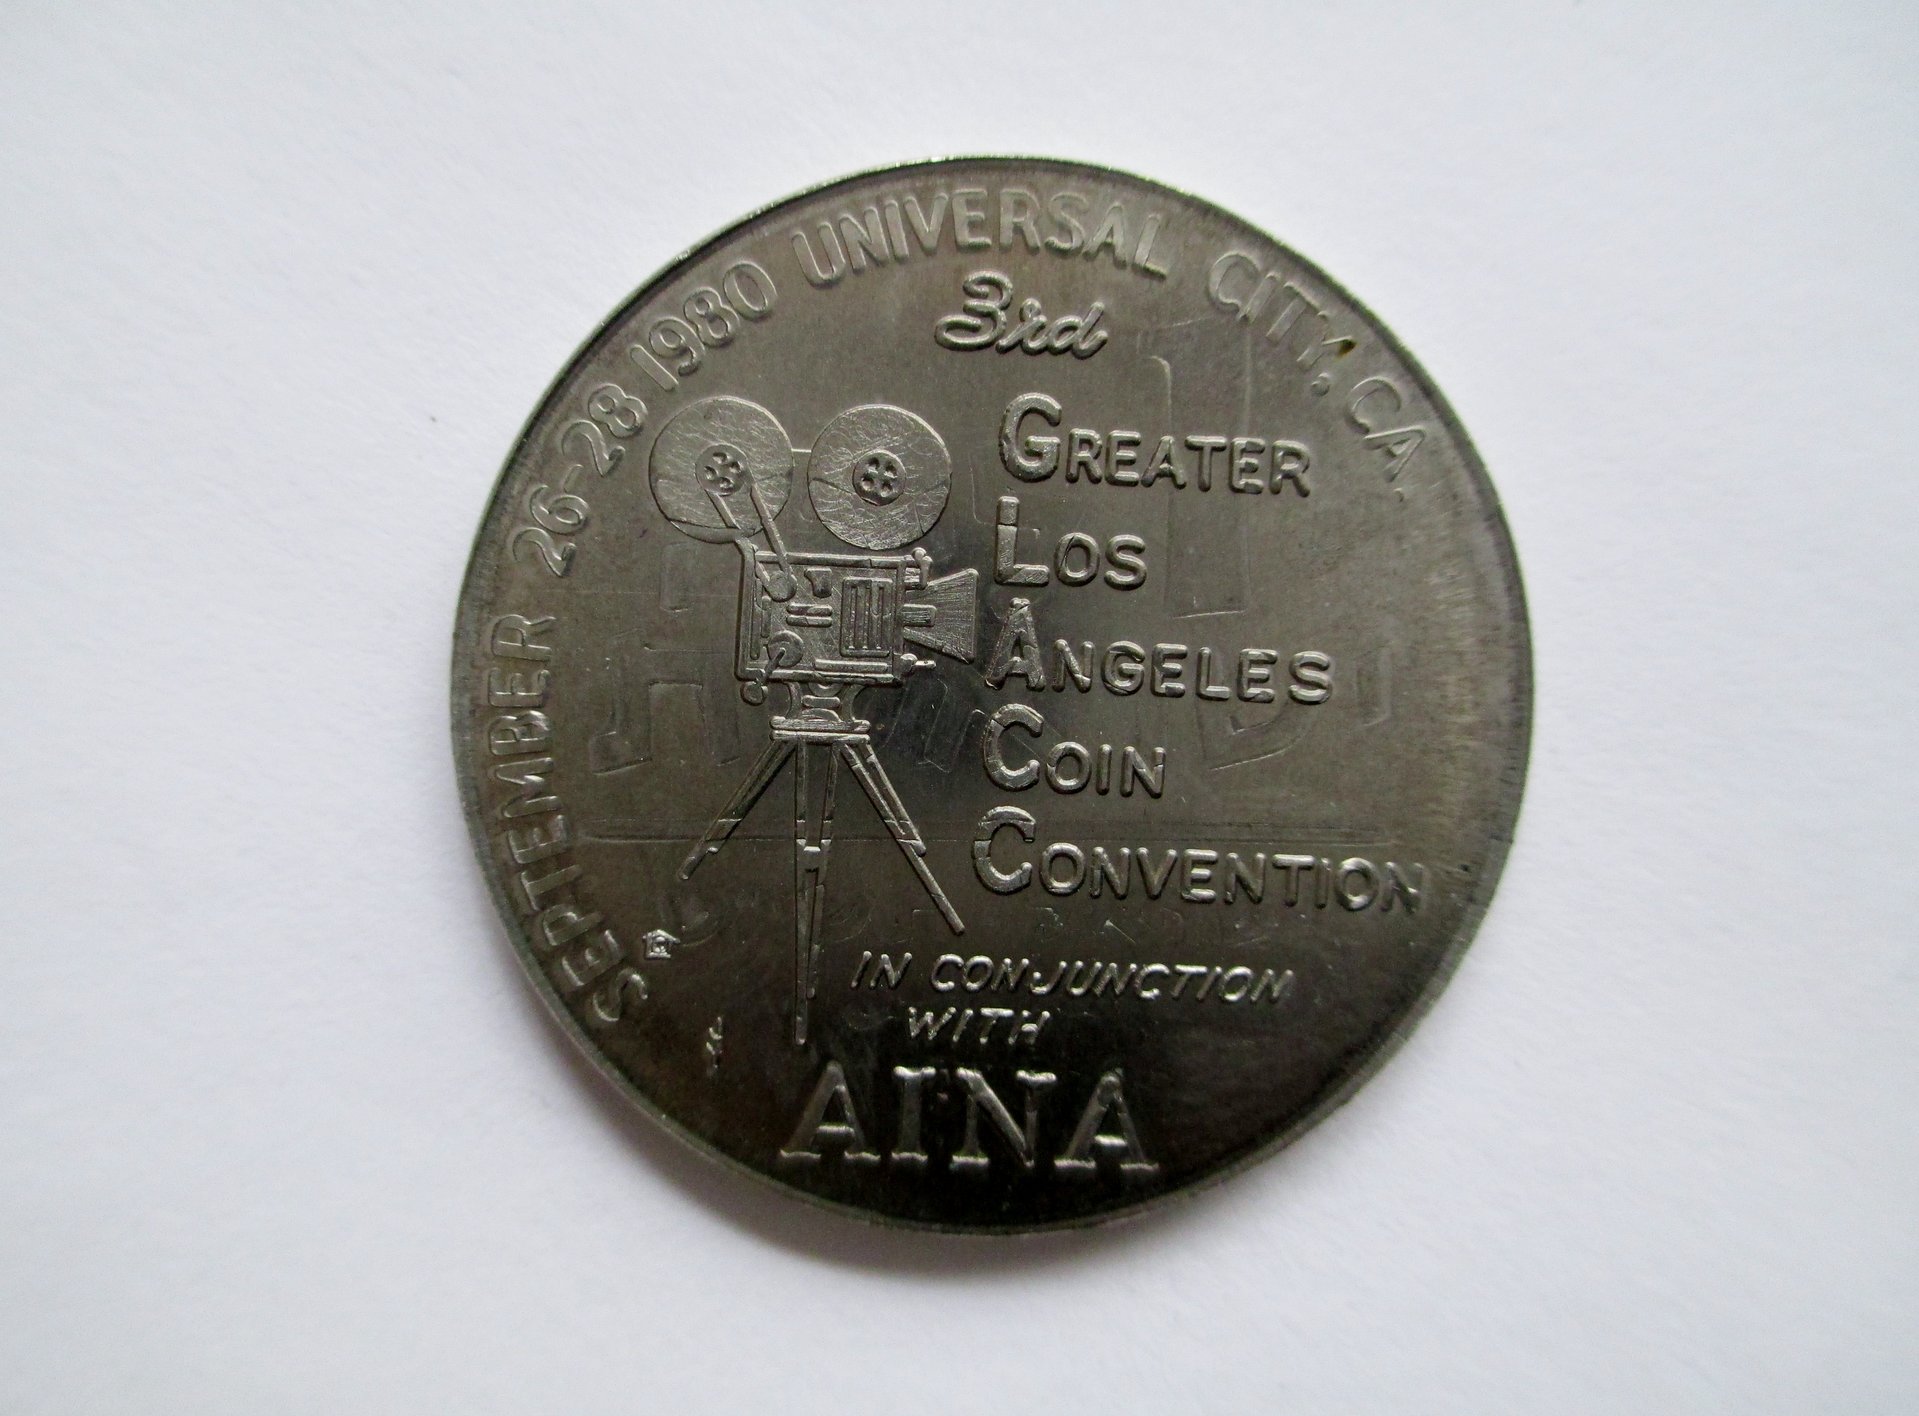 SEPTEMBER 26-28 1980 UNIVERSAL CITY, CA.
3rd
GREATER
LOS
ANGELES
COIN
CONVENTION
IN CONJUNCTION
WITH
AINA